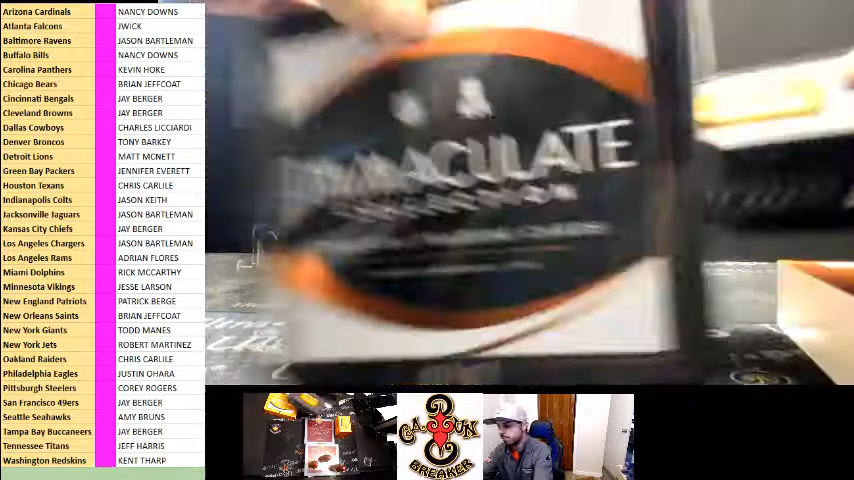 Arizona Cardinals NANCY DOWNS
Atlanta Falcons JWICK
Baltimore Ravens JASON BARTLEMAN
Buffalo Bills NANCY DOWNS
Carolina Panthers KEVIN HOKE
Chicago Bears BRIAN JEFFCOAT
Cincinnati Bengals JAY BERGER
Cleveland Browns JAY BERGER
Dallas Cowboys CHARLES LICCIARDI
Denver Broncos TONY BARKEY
Detroit Lions MATT MCNETT
Green Bay Packers JENNIFER EVERETT
Houston Texans CHRIS CARLILE
Indianapolis Colts JASON KEITH
Jacksonville Jaguars JASON BARTLEMAN
Kansas City Chiefs JAY BERGER
Los Angeles Chargers JASON BARTLEMAN
Los Angeles Rams ADRIAN FLORES
Miami Dolphins RICK MCCARTHY
Minnesota Vikings JESSE LARSON
New England Patriots PATRICK BERGE
New Orleans Saints BRIAN JEFFCOAT
New York Giants TODD MANES
New York Jets ROBERT MARTINEZ
Oakland Raiders CHRIS CARLILE
Philadelphia Eagles JUSTIN OHARA
Pittsburgh Steelers COREY ROGERS
San Francisco 49ers JAY BERGER
Seattle Seahawks AMY BRUNS
Tampa Bay Buccaneers JAY BERGER
Tennessee Titans JEFF HARRIS
Washington Redskins KENT THARP
IMMACULATE
CAJUN
BREAKER